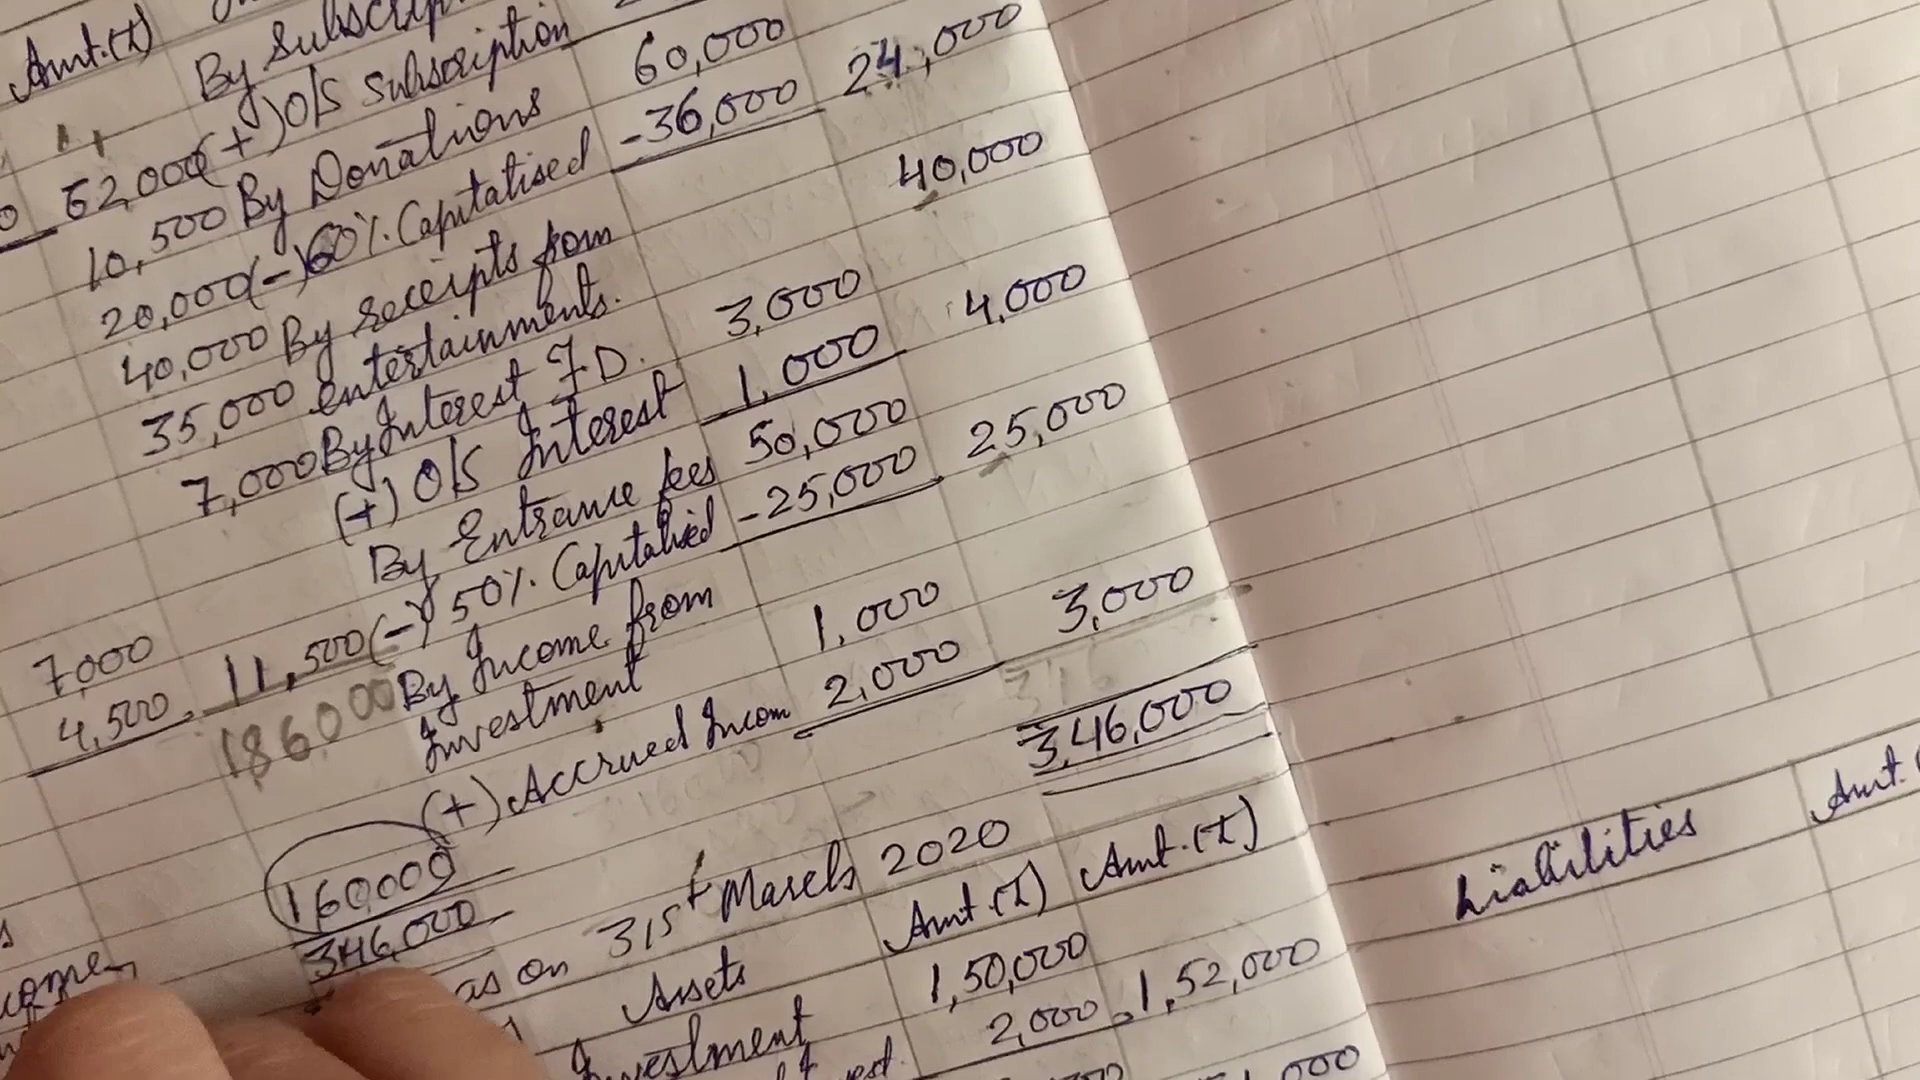 Amt.(₹) By Subscrip
52,000 (+) O/S Subscription
10,500 By Donations 60,000
20,000 (-) 60%. Capitalised -36,000 24,000
40,000 By receipts from
35,000 entertainments. 40,000
7,000 By Interest F.D. 3,000
(+) O/S Interest 1,000 4,000
By Entrance fees 50,000
7,000 (-) 50%. Capitalised -25,000 25,000
4,500 11,500 By Income from
186000 Investment 1,000
(+) Accrued Incom 2,000 3,000
316
160000 3,46,000
346,000
as on 31st March 2020
Assets Amt.(₹) Amt.(₹)
Investment 1,50,000
2,000 1,52,000
Liabilities Amt.